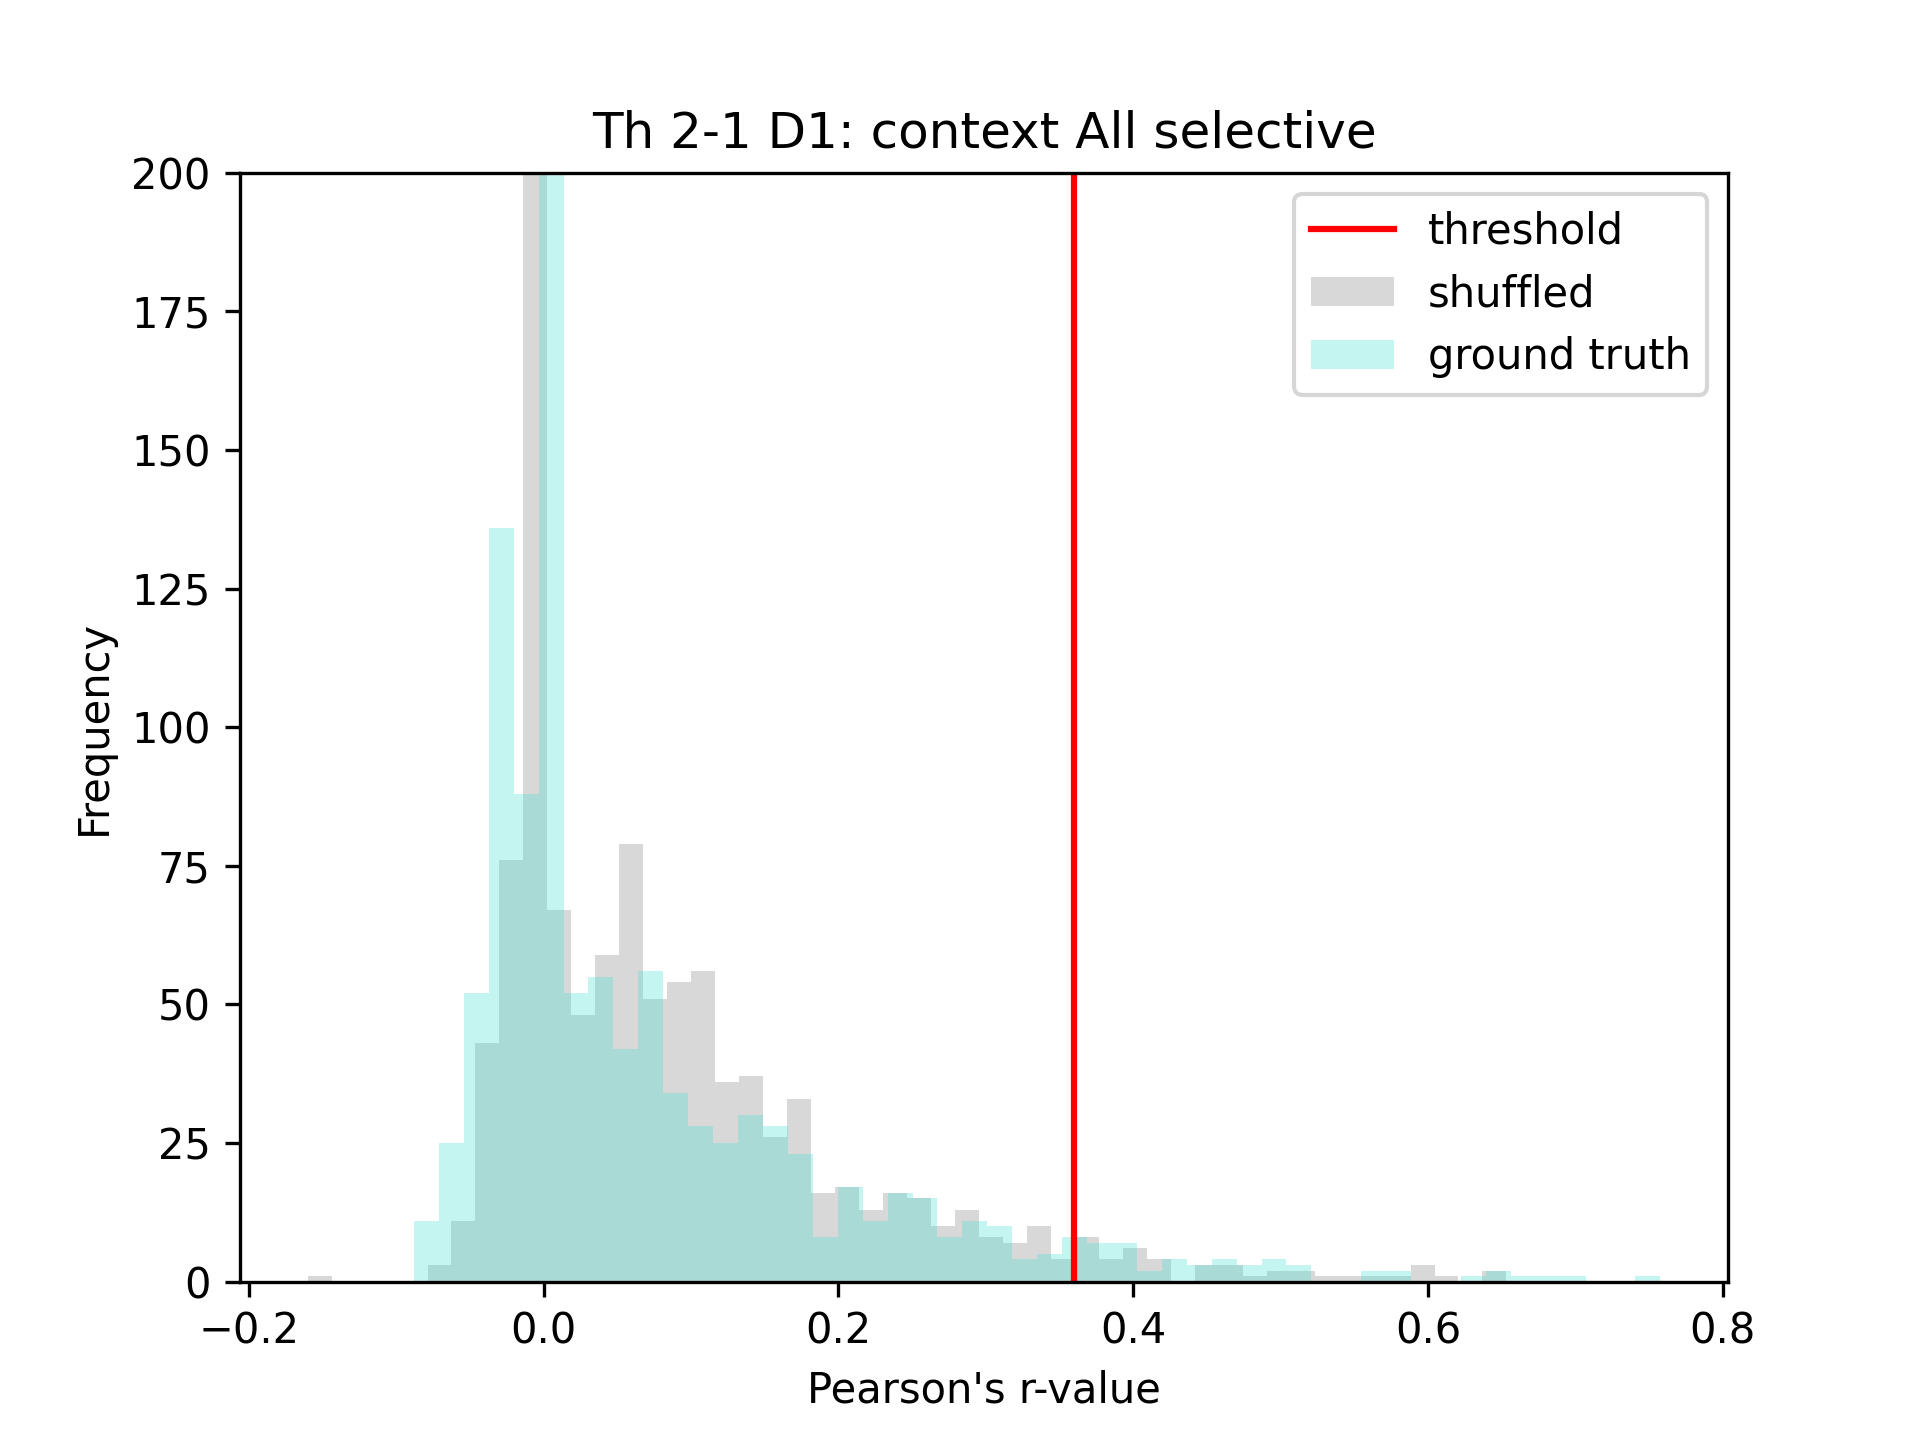 Th 2-1 D1: context All selective
200
175
150
125
100
75
50
25
0
Frequency
threshold
shuffled
ground truth
−0.2 0.0 0.2 0.4 0.6 0.8
Pearson's r-value